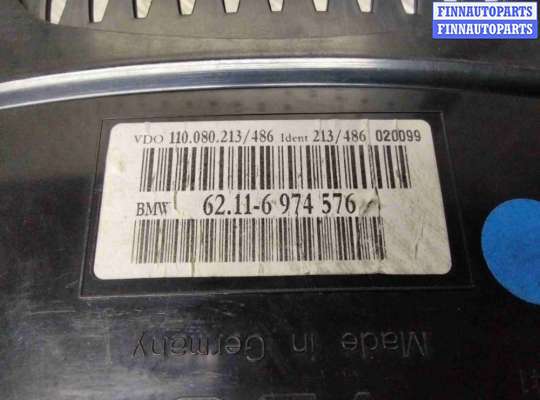 FINNAUTOPARTS
FINNAUTOPARTS
VDO 110.080.213/486 Ident 213/486 020099
BMW 62.11-6 974 576
Made in Germany